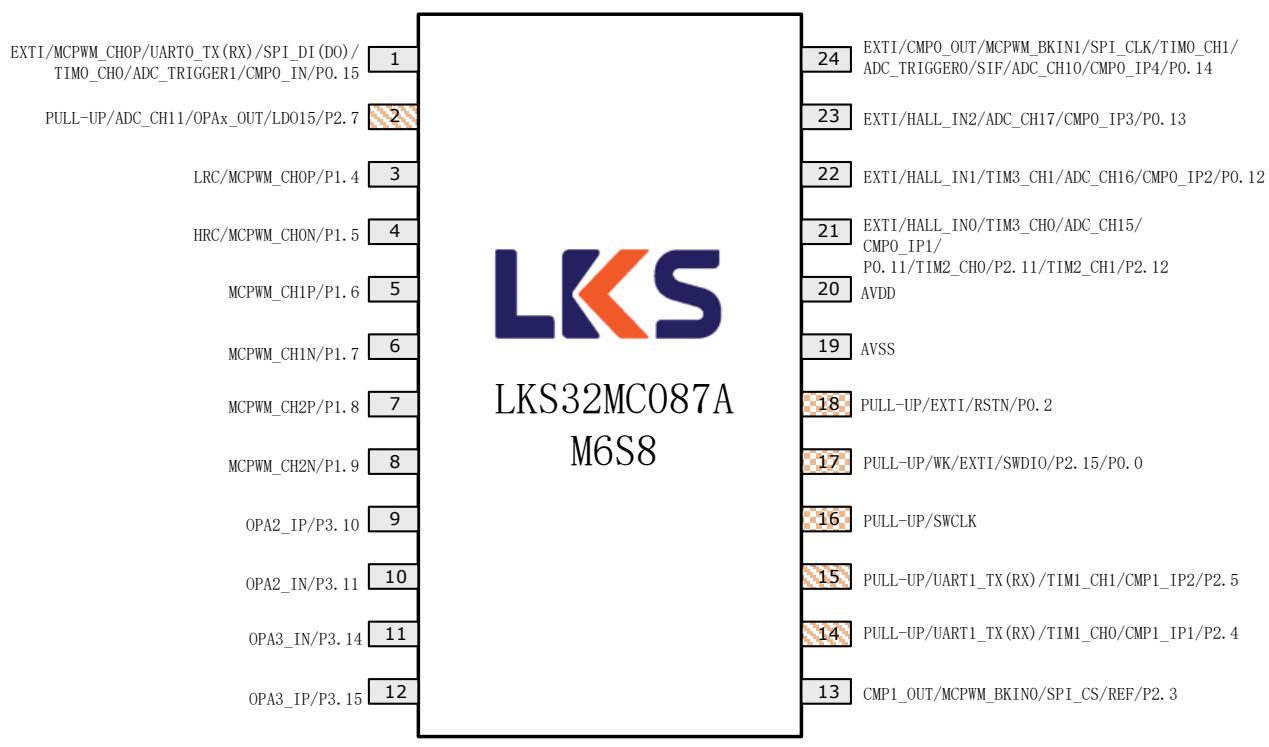 EXTI/MCPWM_CH0P/UART0_TX(RX)/SPI_DI(DO)/
TIM0_CH0/ADC_TRIGGER1/CMP0_IN/P0.15
1
PULL-UP/ADC_CH11/OPAx_OUT/LDO15/P2.7
2
LRC/MCPWM_CH0P/P1.4
3
HRC/MCPWM_CH0N/P1.5
4
MCPWM_CH1P/P1.6
5
MCPWM_CH1N/P1.7
6
MCPWM_CH2P/P1.8
7
MCPWM_CH2N/P1.9
8
OPA2_IP/P3.10
9
OPA2_IN/P3.11
10
OPA3_IN/P3.14
11
OPA3_IP/P3.15
12
LKS
LKS32MC087A
M6S8
24
EXTI/CMP0_OUT/MCPWM_BKIN1/SPI_CLK/TIM0_CH1/
ADC_TRIGGER0/SIF/ADC_CH10/CMP0_IP4/P0.14
23
EXTI/HALL_IN2/ADC_CH17/CMP0_IP3/P0.13
22
EXTI/HALL_IN1/TIM3_CH1/ADC_CH16/CMP0_IP2/P0.12
21
EXTI/HALL_IN0/TIM3_CH0/ADC_CH15/
CMP0_IP1/
P0.11/TIM2_CH0/P2.11/TIM2_CH1/P2.12
20
AVDD
19
AVSS
18
PULL-UP/EXTI/RSTN/P0.2
17
PULL-UP/WK/EXTI/SWDIO/P2.15/P0.0
16
PULL-UP/SWCLK
15
PULL-UP/UART1_TX(RX)/TIM1_CH1/CMP1_IP2/P2.5
14
PULL-UP/UART1_TX(RX)/TIM1_CH0/CMP1_IP1/P2.4
13
CMP1_OUT/MCPWM_BKIN0/SPI_CS/REF/P2.3